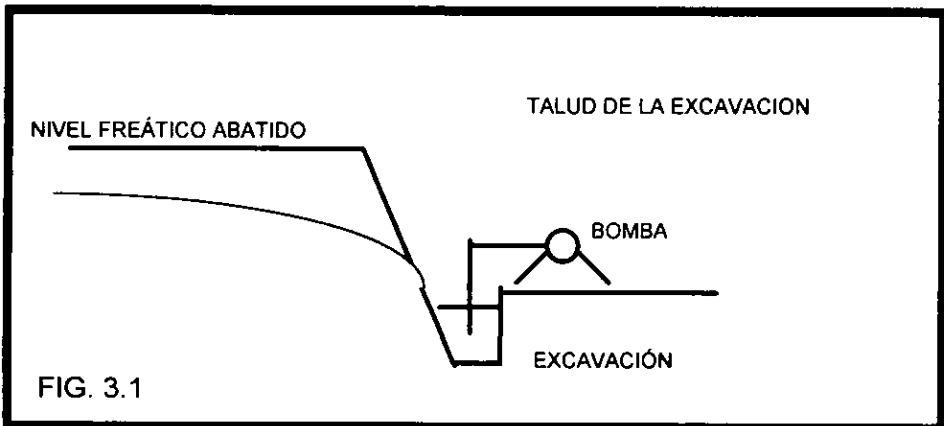 TALUD DE LA EXCAVACION
NIVEL FREÁTICO ABATIDO
BOMBA
EXCAVACIÓN
FIG. 3.1